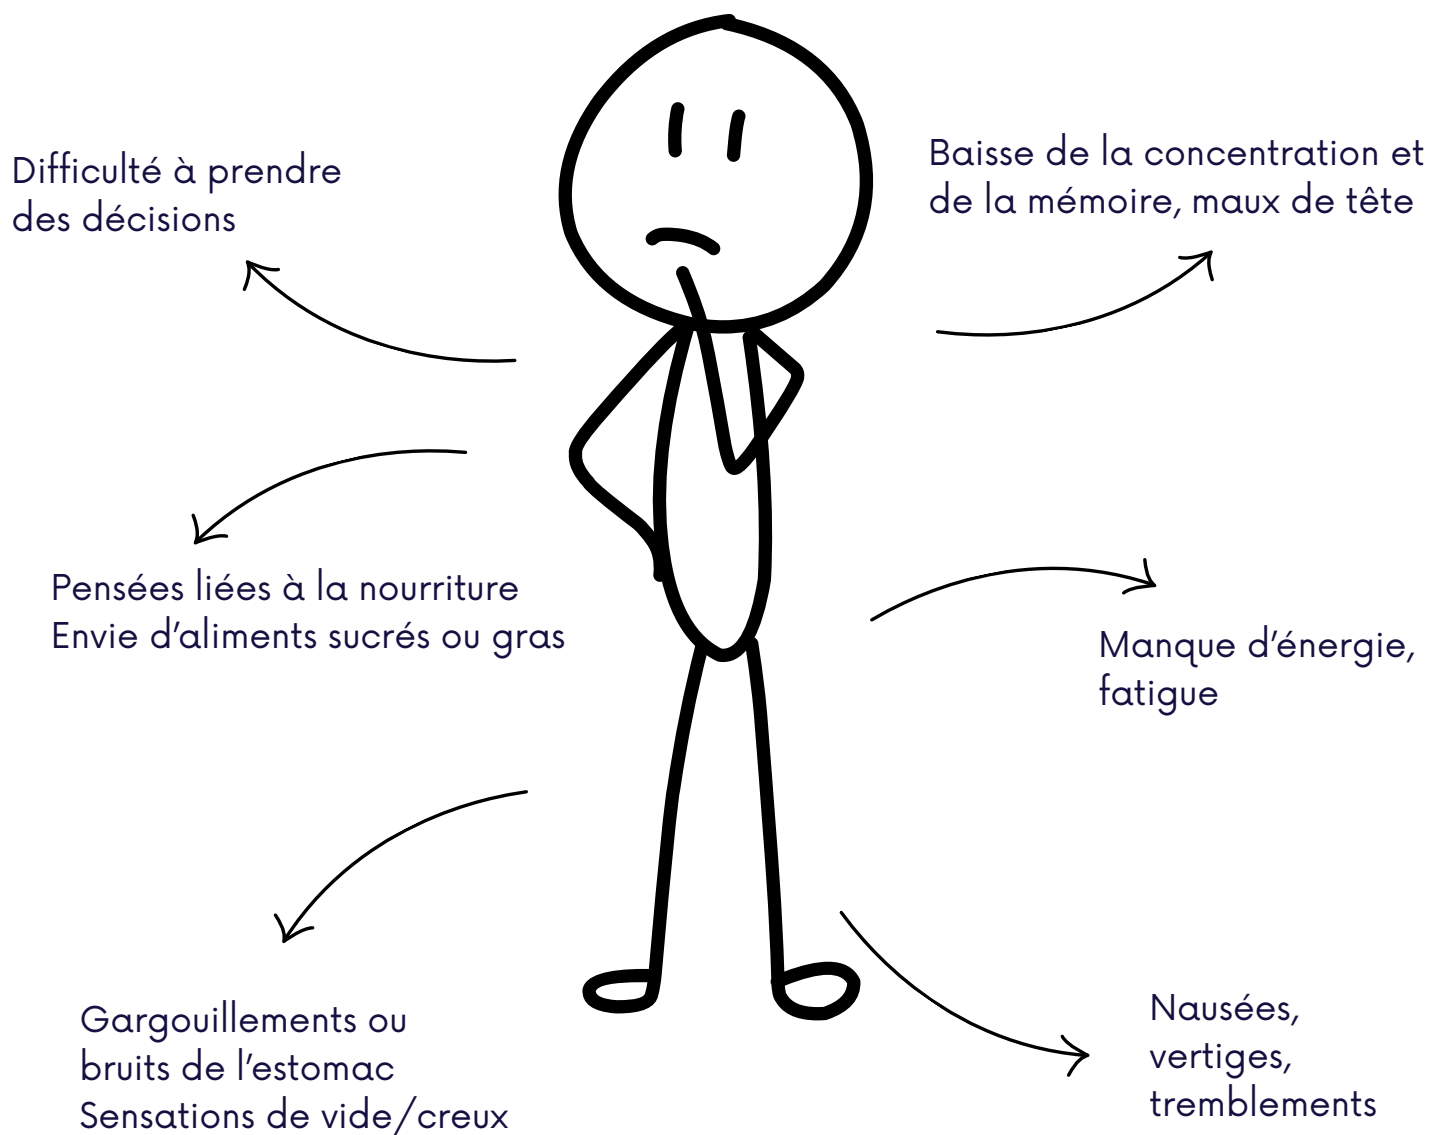 Difficulté à prendre
des décisions
Baisse de la concentration et
de la mémoire, maux de tête
Pensées liées à la nourriture
Envie d'aliments sucrés ou gras
Manque d'énergie,
fatigue
Gargouillements ou
bruits de l'estomac
Sensations de vide/creux
Nausées,
vertiges,
tremblements